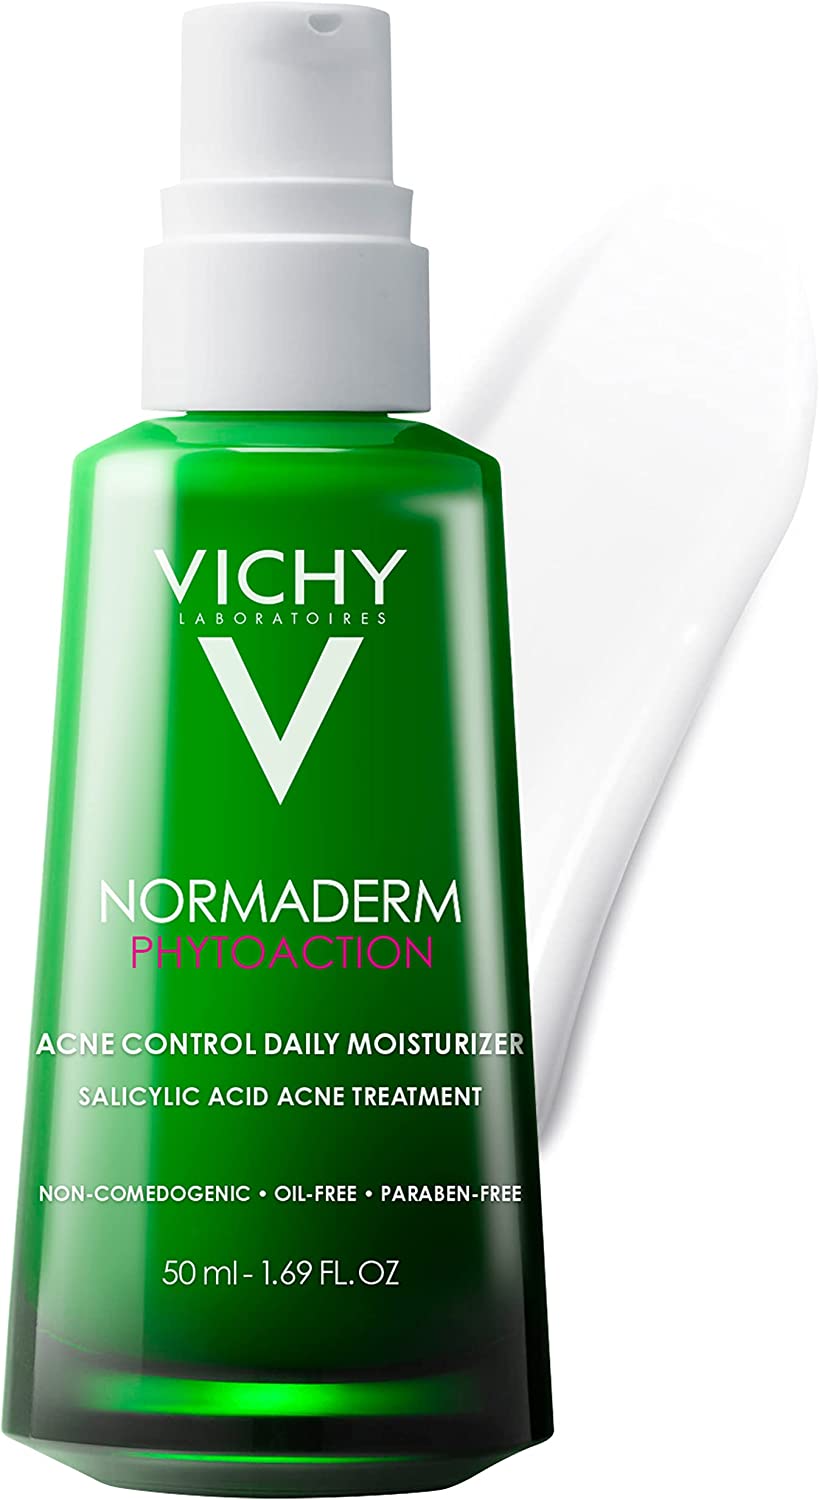 VICHY
LABORATOIRES
V
NORMADERM
PHYTOACTION
ACNE CONTROL DAILY MOISTURIZER
SALICYLIC ACID ACNE TREATMENT
NON-COMEDOGENIC • OIL-FREE • PARABEN-FREE
50 ml - 1.69 FL. OZ